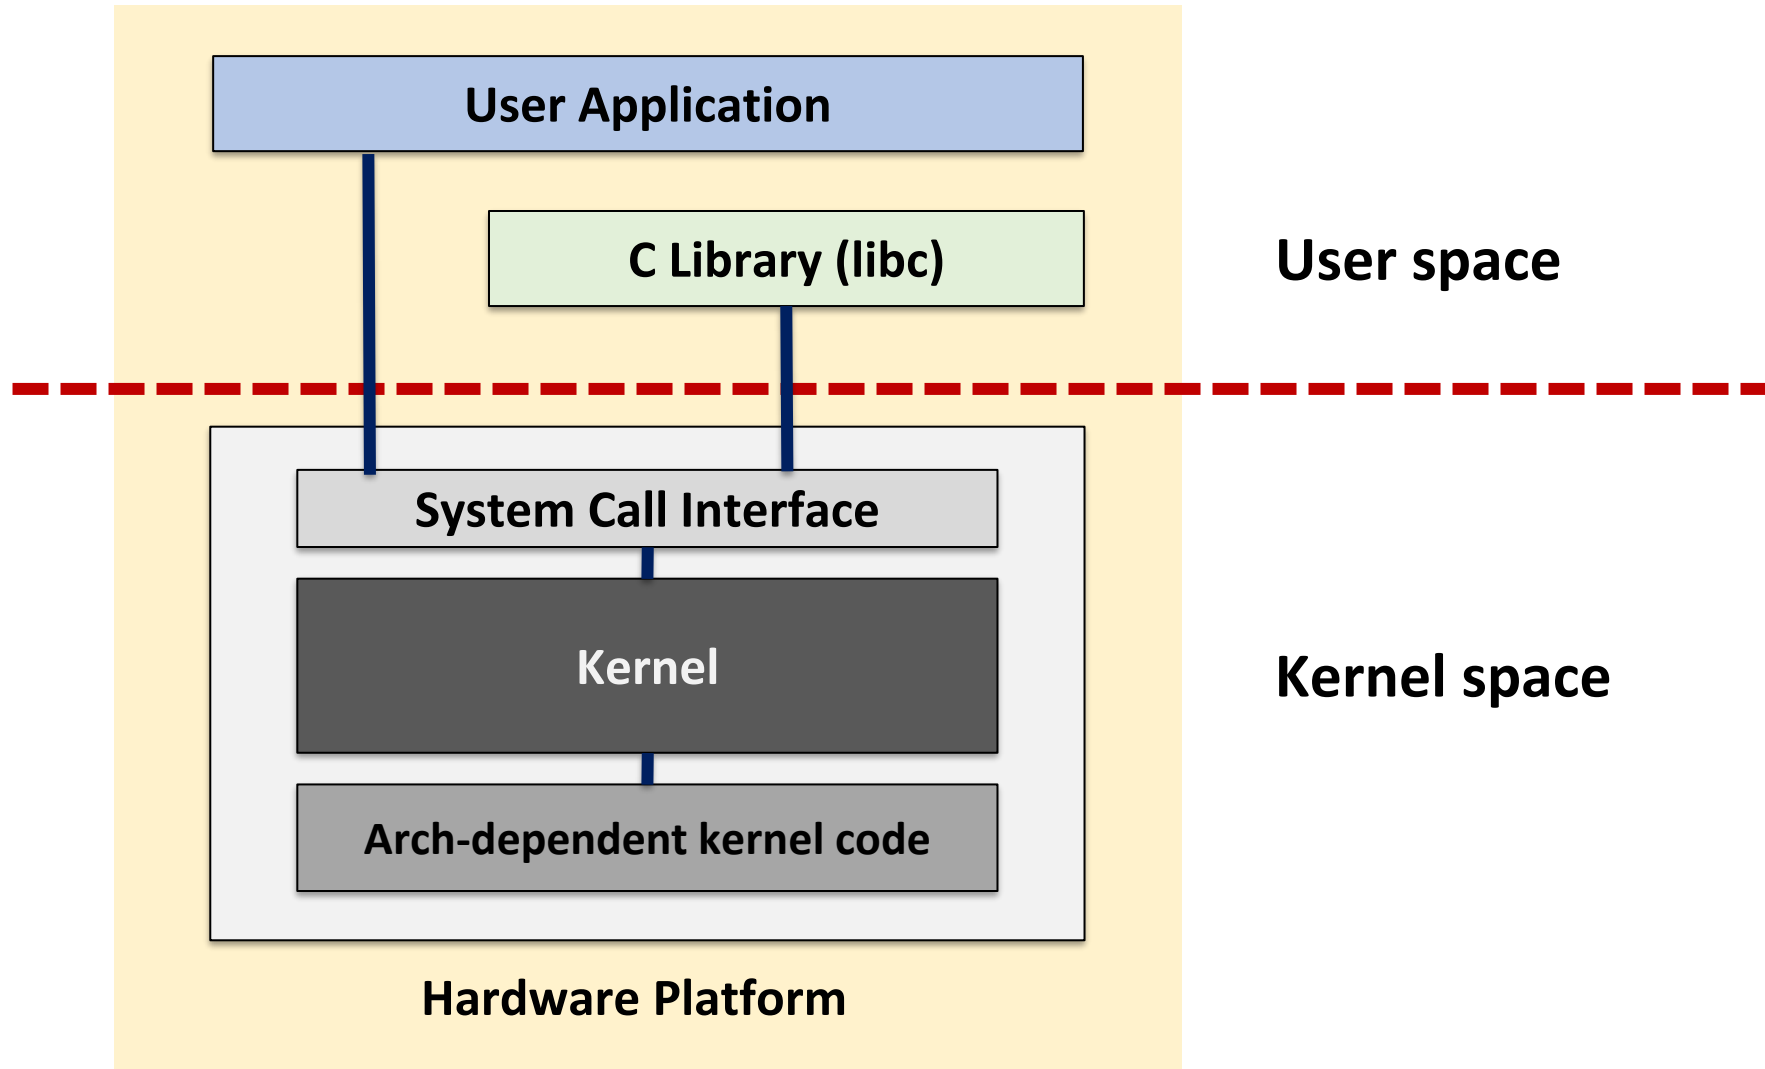 User Application
C Library (libc)
User space
System Call Interface
Kernel
Kernel space
Arch-dependent kernel code
Hardware Platform